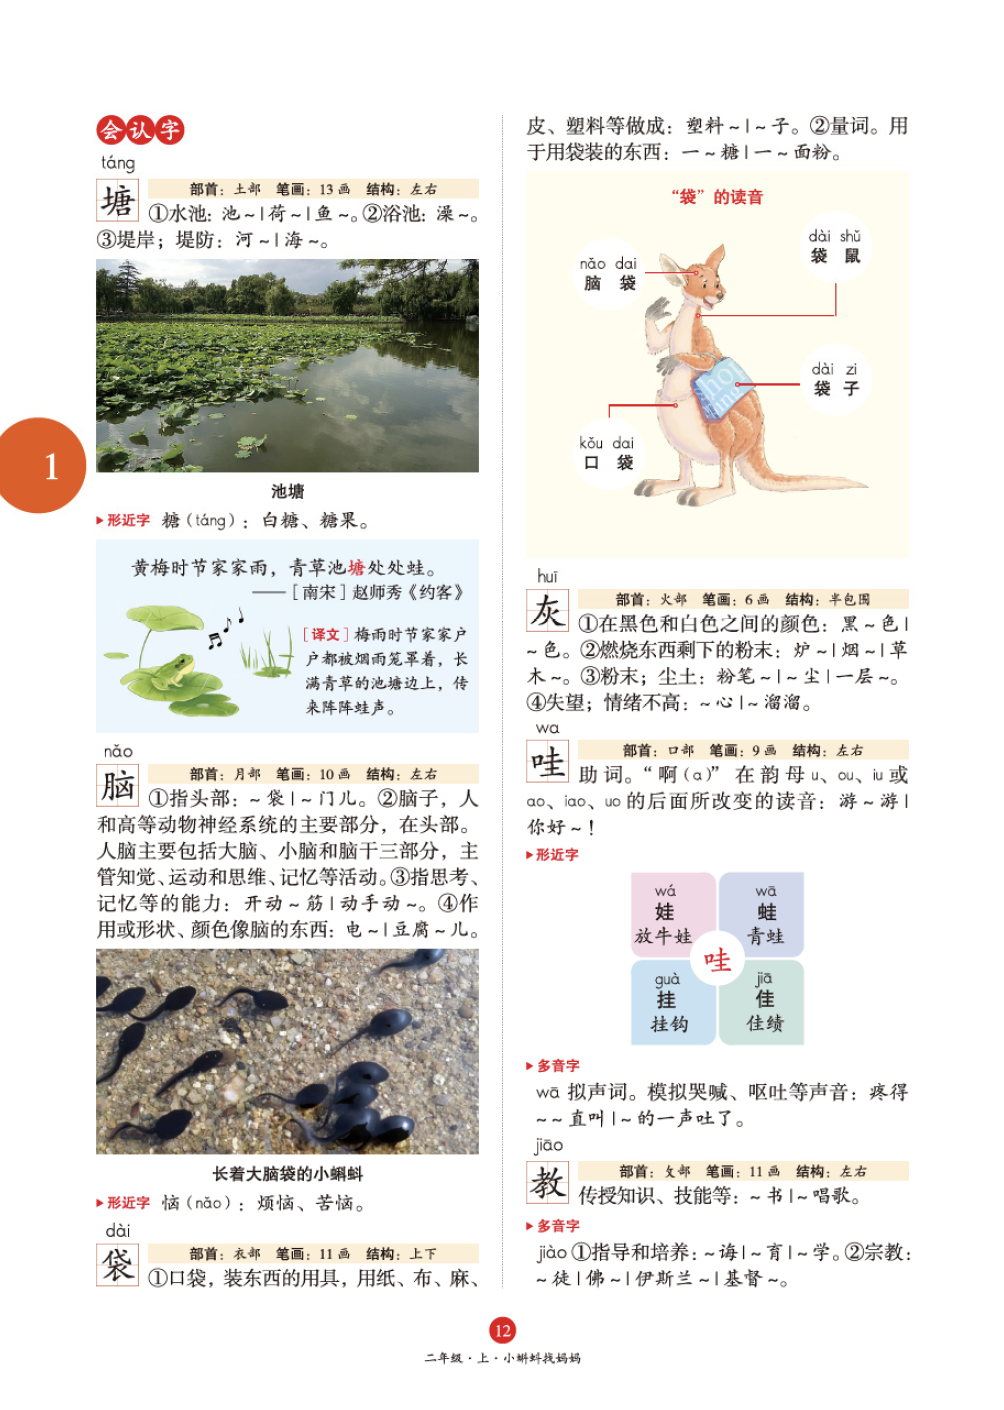 会认字
táng
塘
部首：土部 笔画：13画 结构：左右
①水池：池～|荷～|鱼～。②浴池：澡～。
③堤岸；堤防：河～|海～。
池塘
形近字 糖（táng）：白糖、糖果。
黄梅时节家家雨，青草池塘处处蛙。
——［南宋］赵师秀《约客》
［译文］梅雨时节家家户
户都被烟雨笼罩着，长
满青草的池塘边上，传
来阵阵蛙声。
nǎo
脑
部首：月部 笔画：10画 结构：左右
①指头部：～袋|～门儿。②脑子，人
和高等动物神经系统的主要部分，在头部。
人脑主要包括大脑、小脑和脑干三部分，主
管知觉、运动和思维、记忆等活动。③指思考、
记忆等的能力：开动～筋|动手动～。④作
用或形状、颜色像脑的东西：电～|豆腐～儿。
长着大脑袋的小蝌蚪
形近字 恼（nǎo）：烦恼、苦恼。
dài
袋
部首：衣部 笔画：11画 结构：上下
①口袋，装东西的用具，用纸、布、麻、
皮、塑料等做成：塑料～|～子。②量词。用
于用袋装的东西：一～糖|一～面粉。
“袋”的读音
nǎo dai
脑 袋
dài shǔ
袋 鼠
dài zi
袋 子
kǒu dai
口 袋
huī
灰
部首：火部 笔画：6画 结构：半包围
①在黑色和白色之间的颜色：黑～色|
～色。②燃烧东西剩下的粉末：炉～|烟～|草
木～。③粉末；尘土：粉笔～|～尘|一层～。
④失望；情绪不高：～心|～溜溜。
wa
哇
部首：口部 笔画：9画 结构：左右
助词。“啊（a）”在韵母u、ou、iu或
ao、iao、uo的后面所改变的读音：游～游|
你好～！
形近字
wá
娃
放牛娃
wā
蛙
青蛙
哇
guà
挂
挂钩
jiā
佳
佳绩
多音字
wā 拟声词。模拟哭喊、呕吐等声音：疼得
～～直叫|～的一声吐了。
jiāo
教
部首：攵部 笔画：11画 结构：左右
传授知识、技能等：～书|～唱歌。
多音字
jiào ①指导和培养：～诲|～育|～学。②宗教：
～徒|佛～|伊斯兰～|基督～。
1
12
二年级·上·小蝌蚪找妈妈